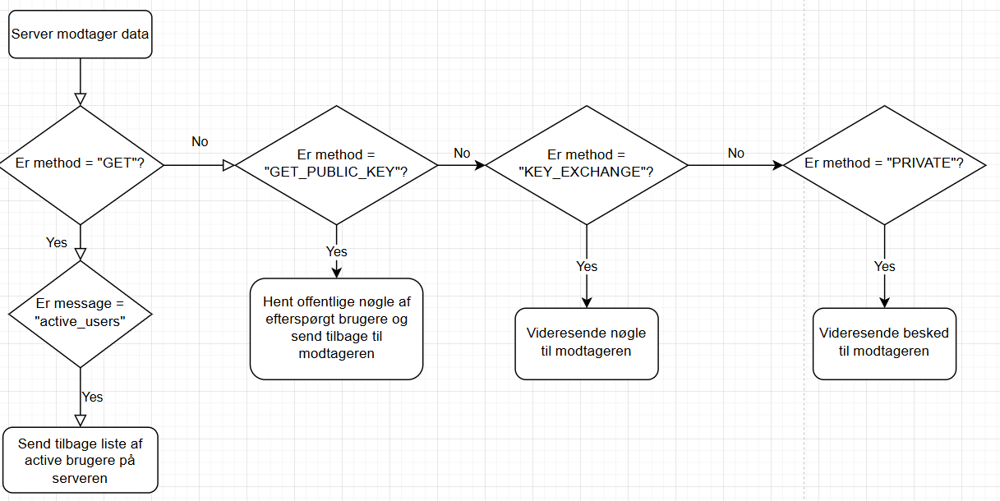 Server modtager data
Er method = "GET"?
No
Er method =
"GET_PUBLIC_KEY"?
No
Er method =
"KEY_EXCHANGE"?
No
Er method = "PRIVATE"?
Yes
Er message =
"active_users"
Yes
Send tilbage liste af
active brugere på
serveren
Yes
Hent offentlige nøgle af
efterspørgt brugere og
send tilbage til
modtageren
Yes
Videresende nøgle
til modtageren
Yes
Videresende besked
til modtageren